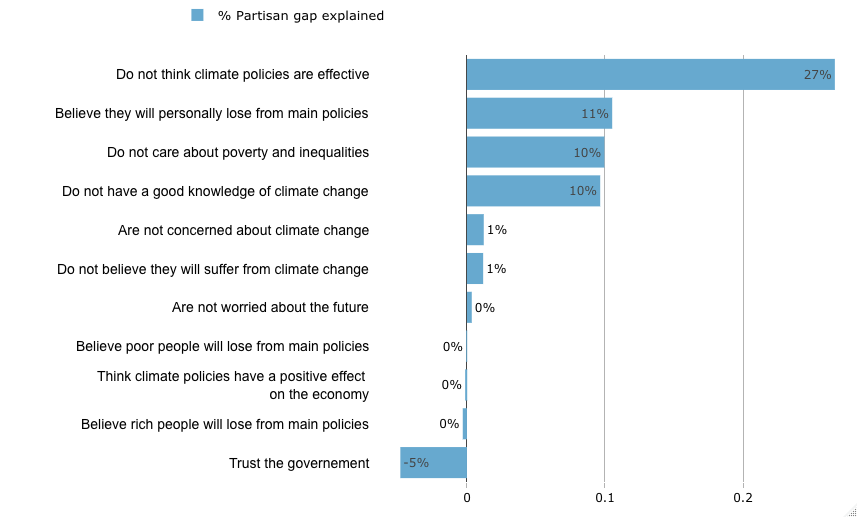 % Partisan gap explained
Do not think climate policies are effective 27%
Believe they will personally lose from main policies 11%
Do not care about poverty and inequalities 10%
Do not have a good knowledge of climate change 10%
Are not concerned about climate change 1%
Do not believe they will suffer from climate change 1%
Are not worried about the future 0%
Believe poor people will lose from main policies 0%
Think climate policies have a positive effect
on the economy 0%
Believe rich people will lose from main policies 0%
Trust the governement -5%
0 0.1 0.2